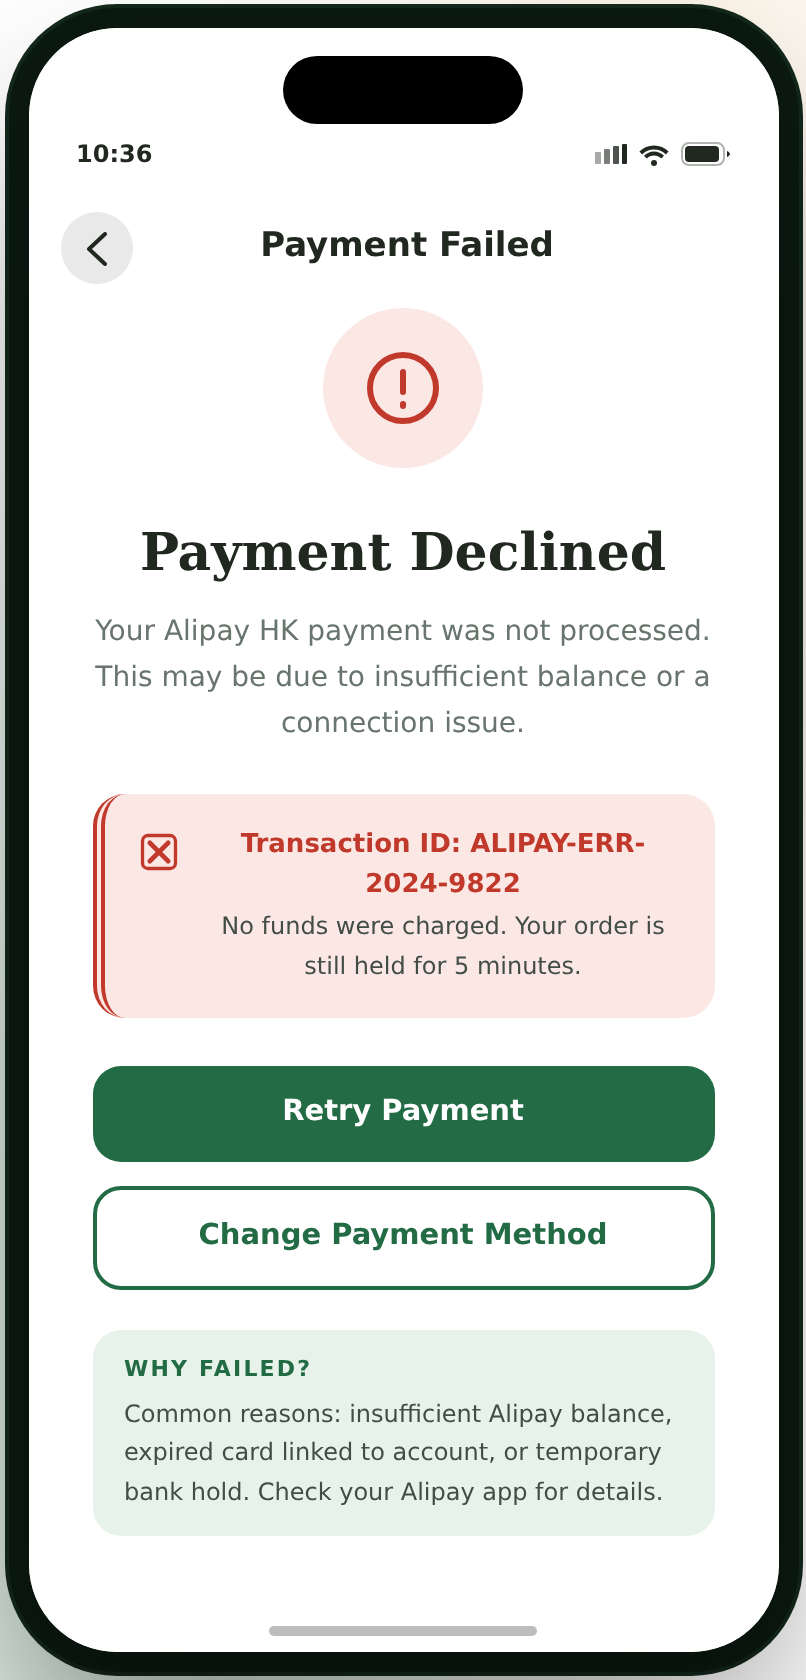 10:36
Payment Failed
Payment Declined
Your Alipay HK payment was not processed.
This may be due to insufficient balance or a
connection issue.
Transaction ID: ALIPAY-ERR-
2024-9822
No funds were charged. Your order is
still held for 5 minutes.
Retry Payment
Change Payment Method
WHY FAILED?
Common reasons: insufficient Alipay balance,
expired card linked to account, or temporary
bank hold. Check your Alipay app for details.